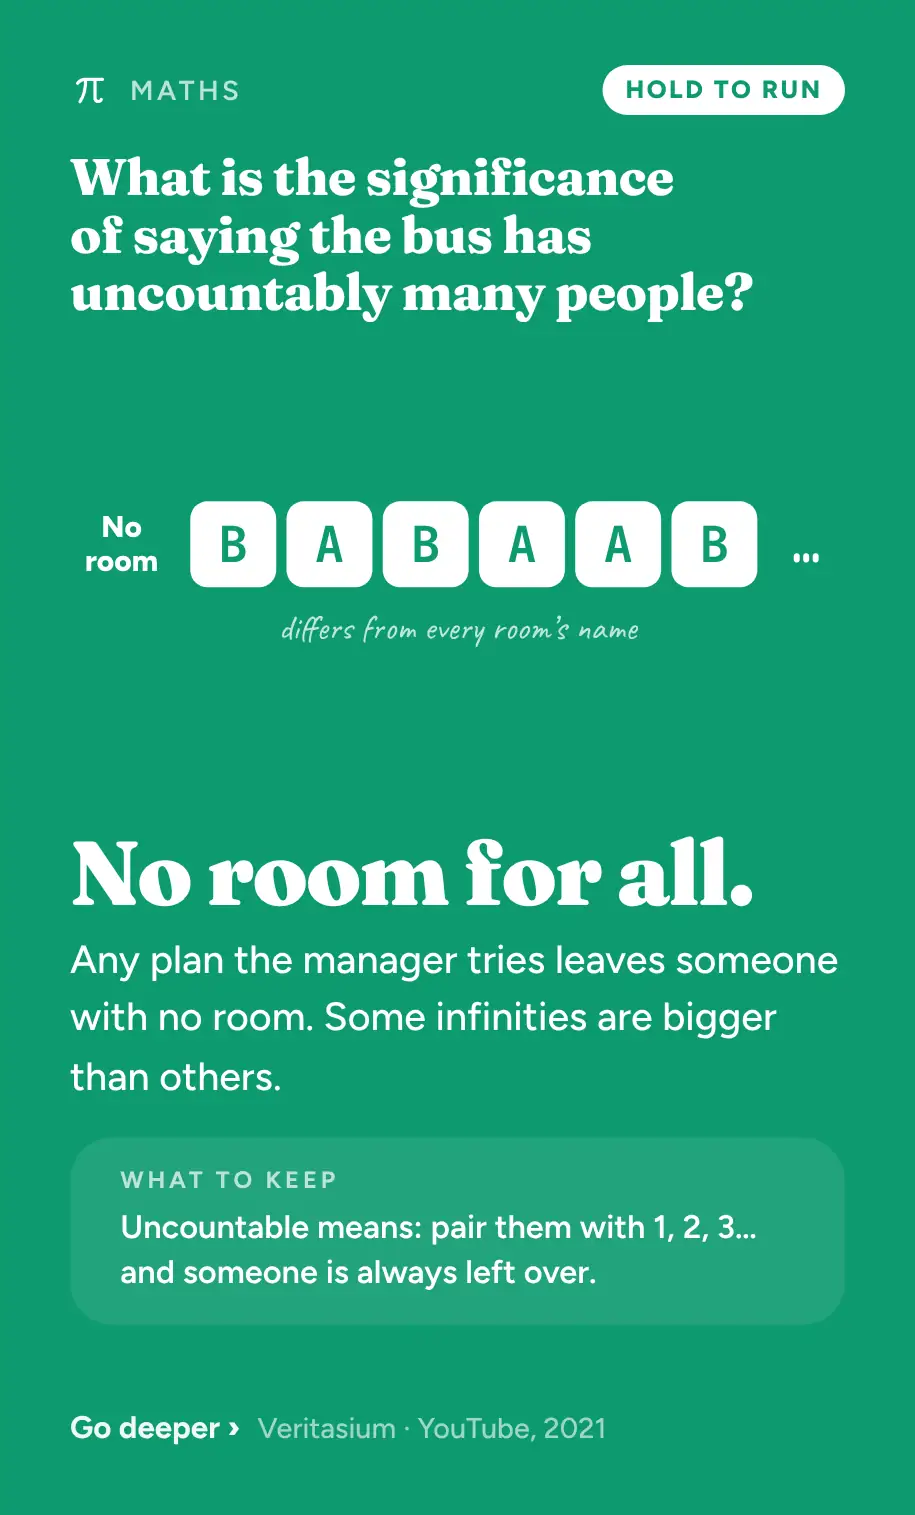 π MATHS
HOLD TO RUN
What is the significance
of saying the bus has
uncountably many people?
No
room
B A B A A B ...
differs from every room's name
No room for all.
Any plan the manager tries leaves someone
with no room. Some infinities are bigger
than others.
WHAT TO KEEP
Uncountable means: pair them with 1, 2, 3...
and someone is always left over.
Go deeper › Veritasium · YouTube, 2021